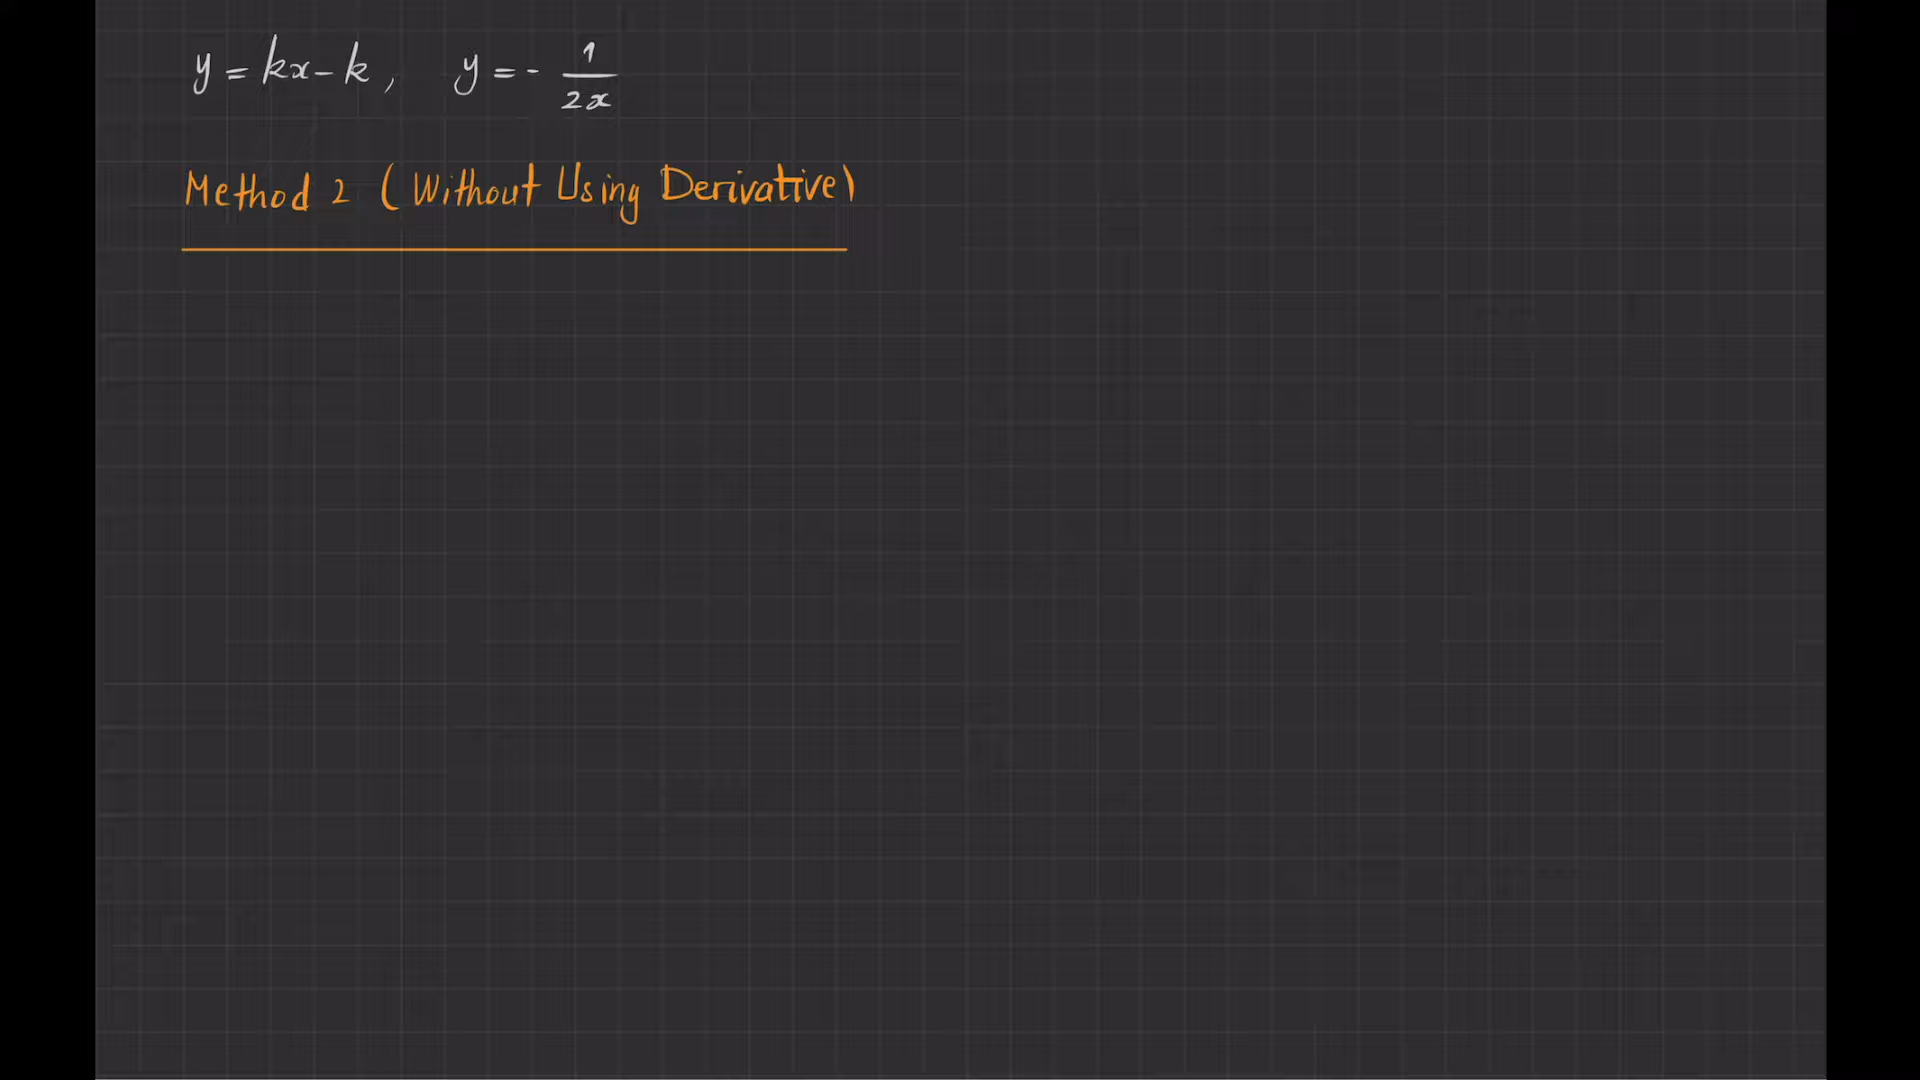 y = kx - k, y = - 1/2x
Method 2 (Without Using Derivative)